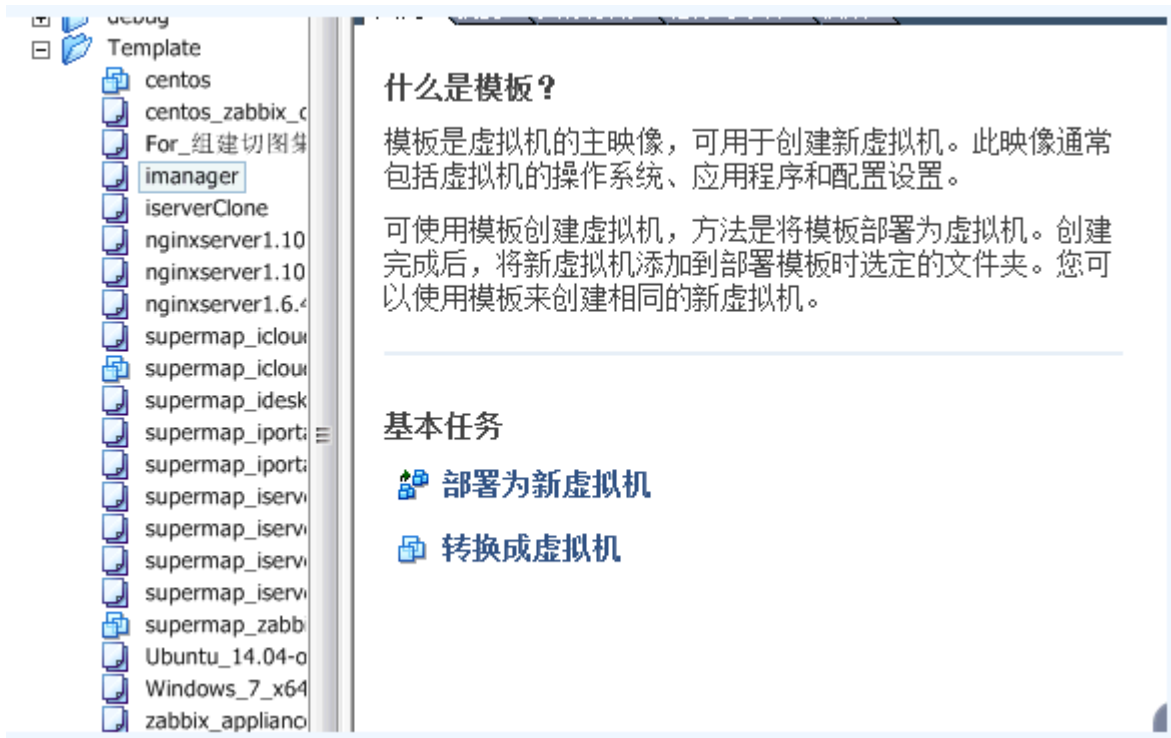 debug
Template
centos
centos_zabbix_c
For_组建切图集
imanager
iserverClone
nginxserver1.10
nginxserver1.10
nginxserver1.6.4
supermap_iclou
supermap_iclou
supermap_idesk
supermap_iport
supermap_iport
supermap_iserv
supermap_iserv
supermap_iserv
supermap_iserv
supermap_zabb
Ubuntu_14.04-o
Windows_7_x64
zabbix_applianc
什么是模板?
模板是虚拟机的主映像，可用于创建新虚拟机。此映像通常
包括虚拟机的操作系统、应用程序和配置设置。
可使用模板创建虚拟机，方法是将模板部署为虚拟机。创建
完成后，将新虚拟机添加到部署模板时选定的文件夹。您可
以使用模板来创建相同的新虚拟机。
基本任务
部署为新虚拟机
转换成虚拟机